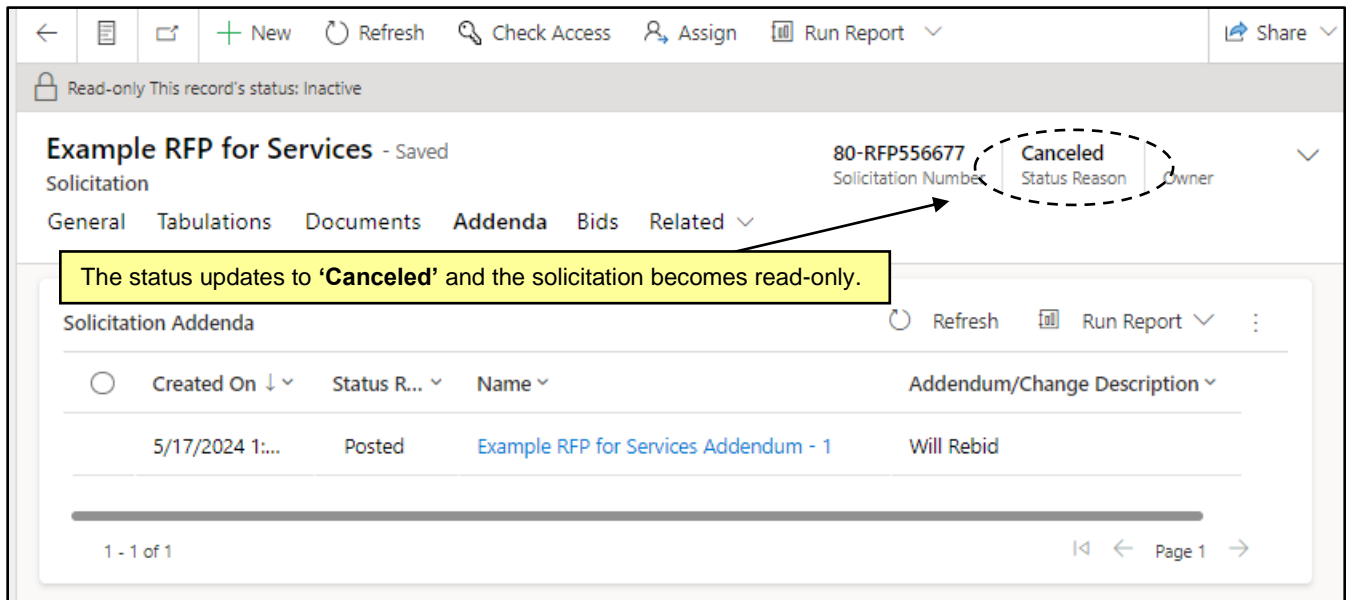 New Refresh Check Access Assign Run Report Share
Read-only This record's status: Inactive
Example RFP for Services - Saved
80-RFP556677 Canceled
Solicitation
Solicitation Number Status Reason Owner
General Tabulations Documents Addenda Bids Related
The status updates to ‘Canceled’ and the solicitation becomes read-only.
Solicitation Addenda Refresh Run Report
Created On Status R... Name Addendum/Change Description
5/17/2024 1:... Posted Example RFP for Services Addendum - 1 Will Rebid
1 - 1 of 1 Page 1